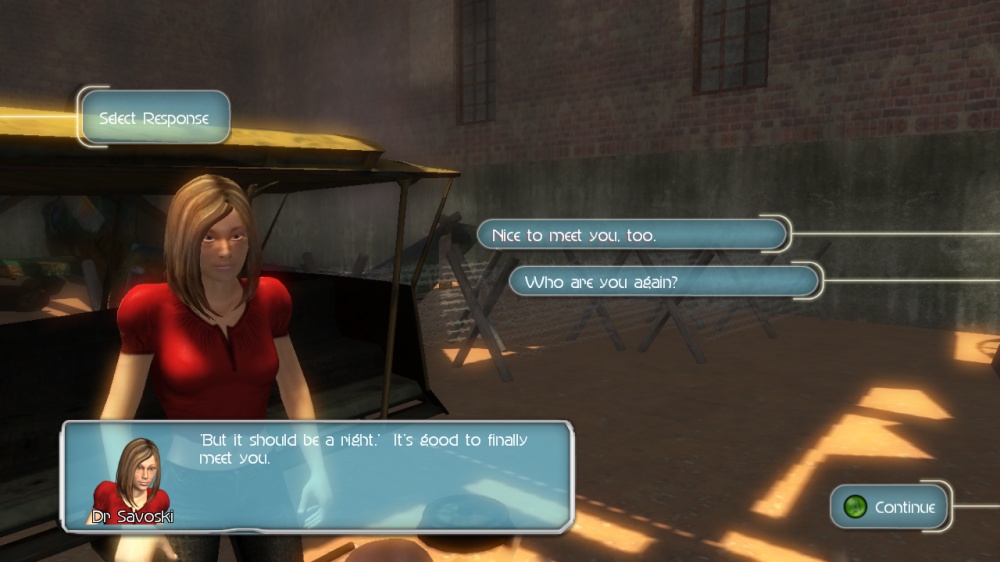 Select Response
Nice to meet you, too.
Who are you again?
'But it should be a right.'  It's good to finally
meet you.
Dr Savoski
Continue